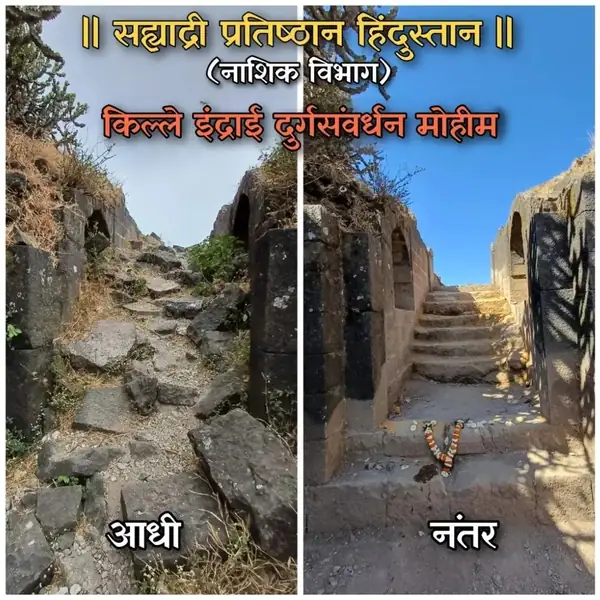 || सह्याद्री प्रतिष्ठान हिंदुस्तान ||
(नाशिक विभाग)
किल्ले इंद्राई दुर्गसंवर्धन मोहीम
आधी
नंतर